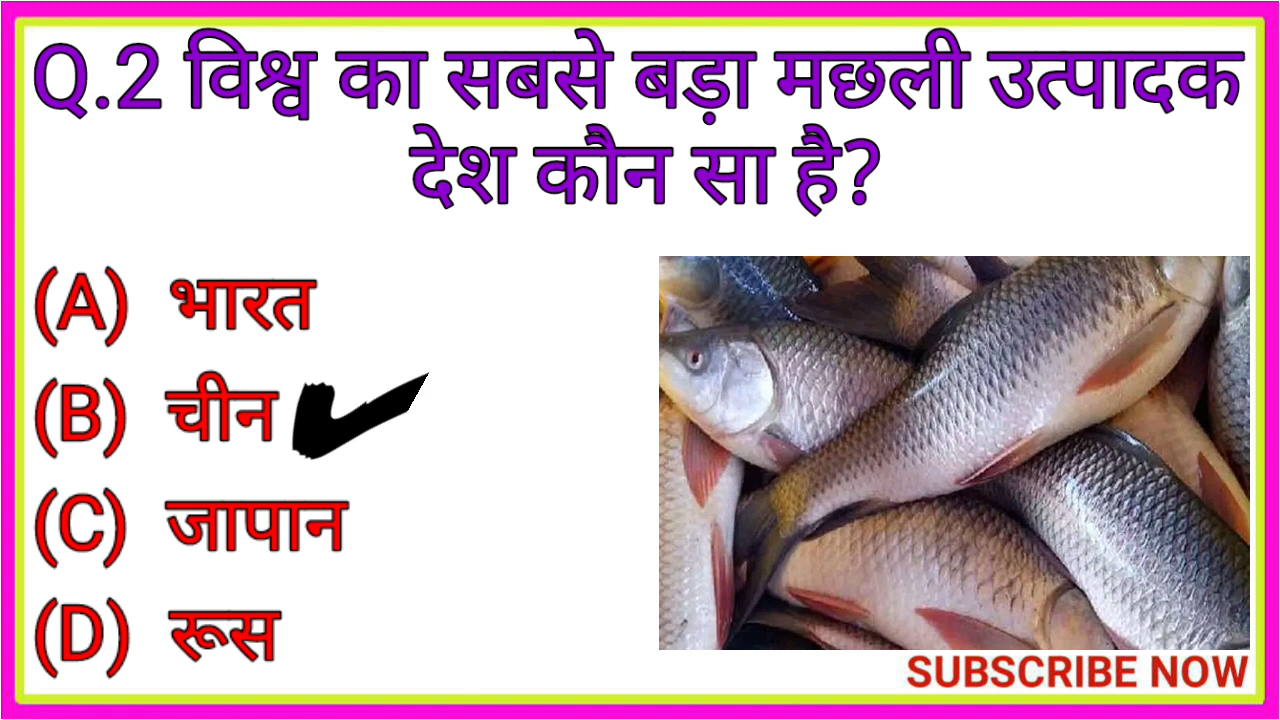 Q.2 विश्व का सबसे बड़ा मछली उत्पादक
देश कौन सा है?
(A) भारत
(B) चीन
(C) जापान
(D) रूस
SUBSCRIBE NOW